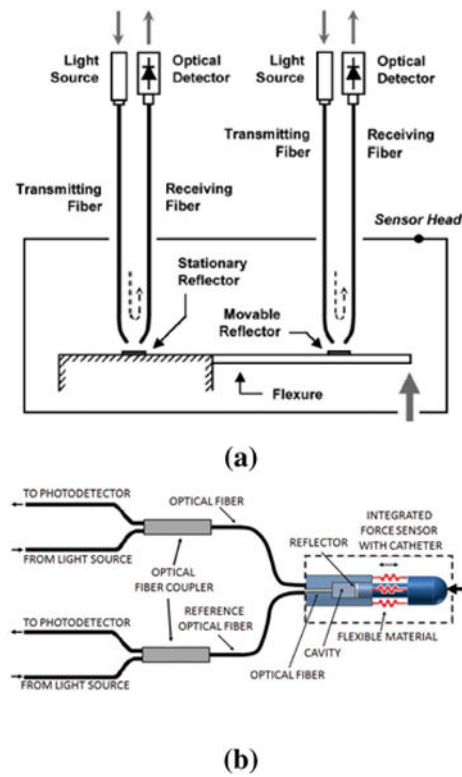 Light
Source
Optical
Detector
Light
Source
Optical
Detector
Transmitting
Fiber
Receiving
Fiber
Transmitting
Fiber
Receiving
Fiber
Sensor Head
Stationary
Reflector
Movable
Reflector
Flexure
(a)
TO PHOTODETECTOR
OPTICAL FIBER
FROM LIGHT SOURCE
OPTICAL
FIBER COUPLER
INTEGRATED
FORCE SENSOR
WITH CATHETER
REFLECTOR
REFERENCE
OPTICAL FIBER
TO PHOTODETECTOR
FROM LIGHT SOURCE
FLEXIBLE MATERIAL
CAVITY
OPTICAL FIBER
(b)